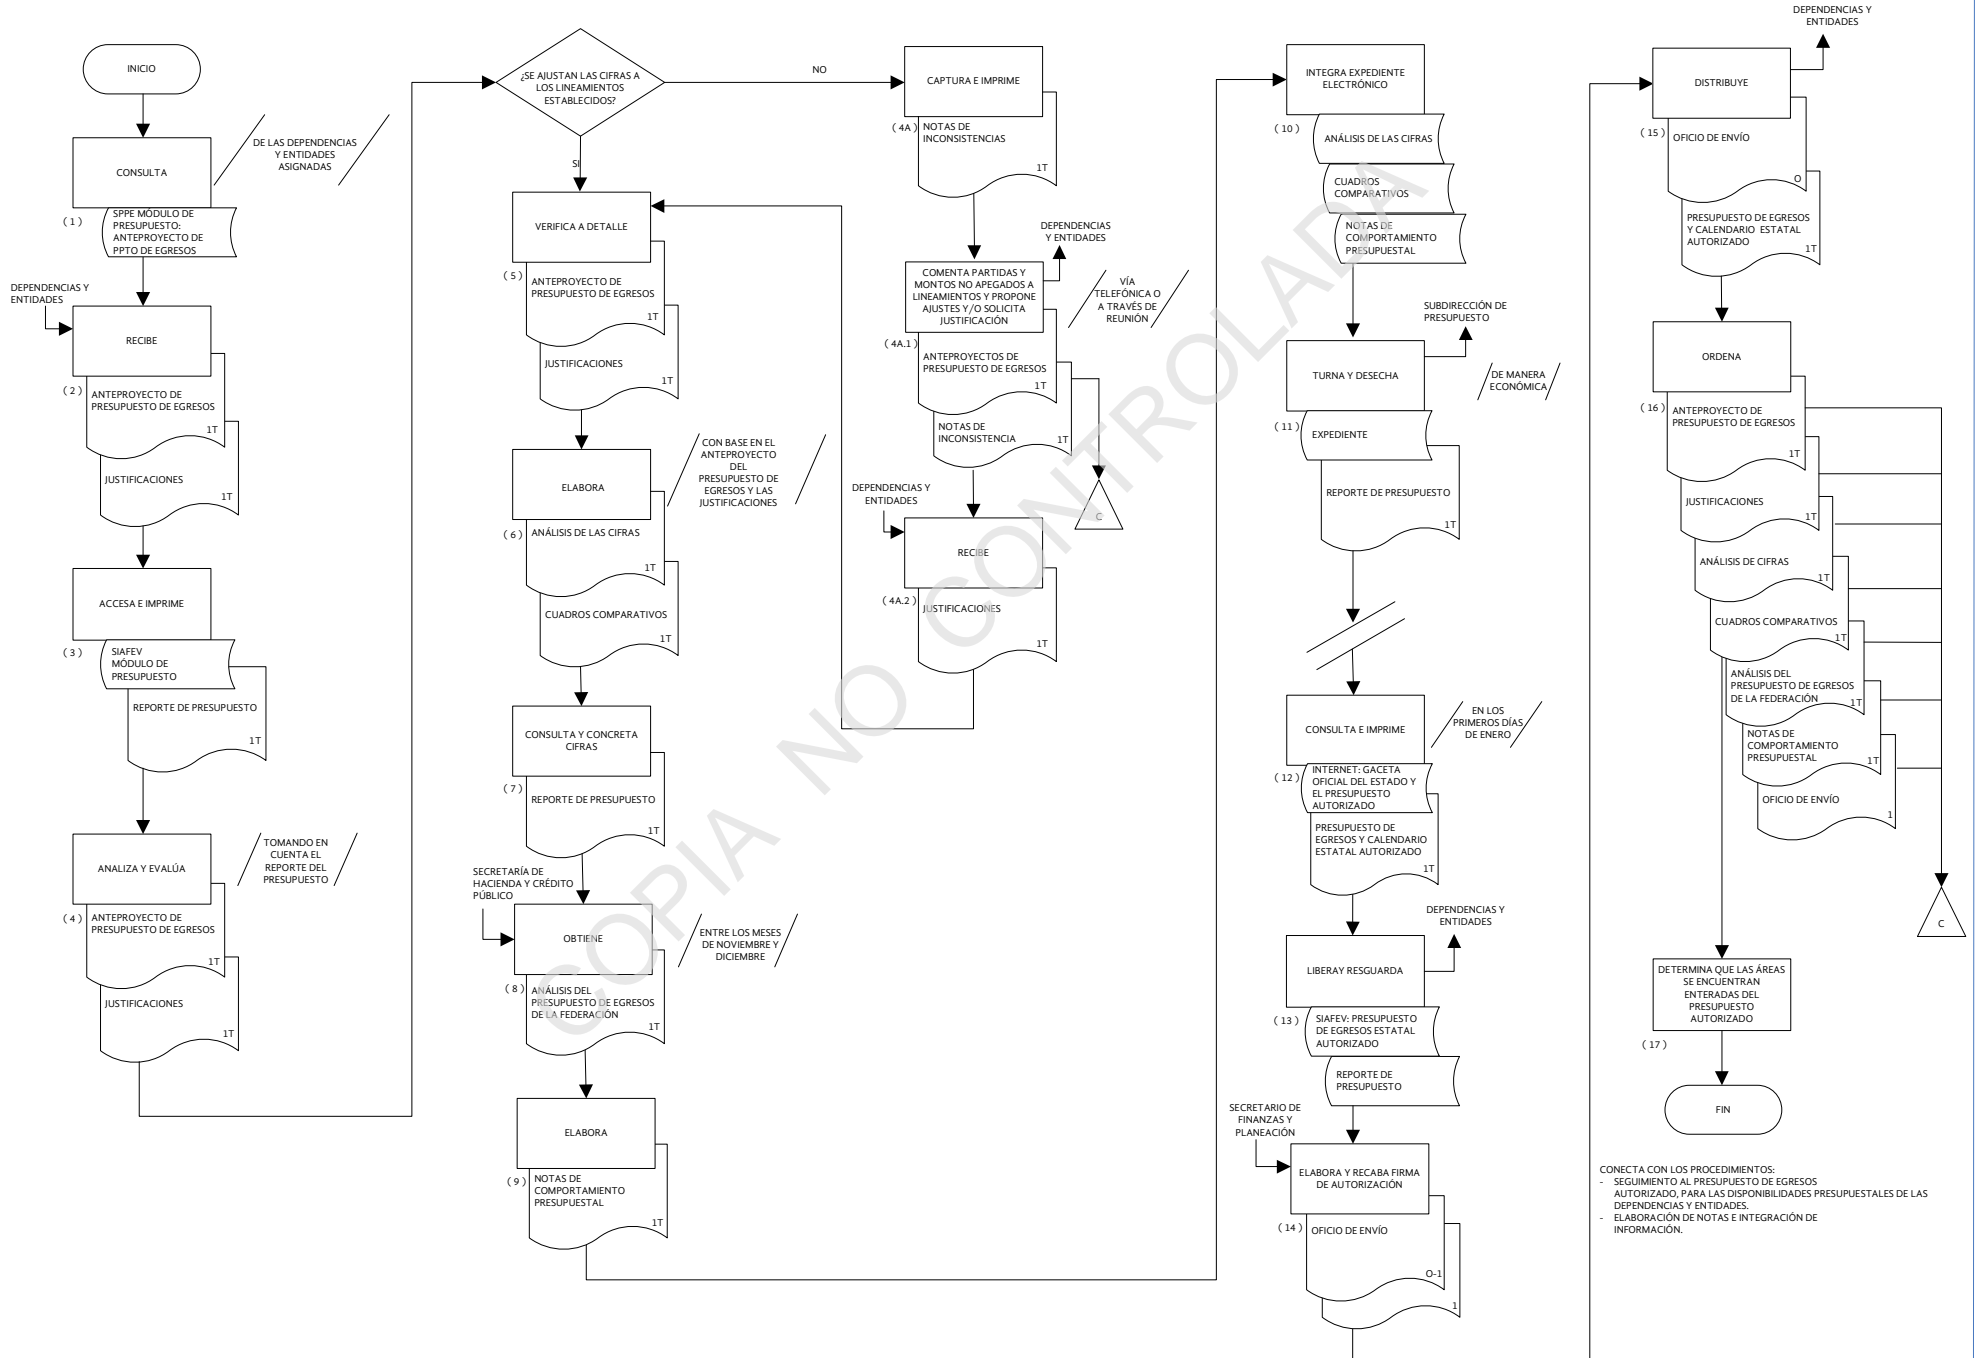 INICIO
CONSULTA
DE LAS DEPENDENCIAS
Y ENTIDADES
ASIGNADAS
( 1 )
SPPE MÓDULO DE
PRESUPUESTO:
ANTEPROYECTO DE
PPTO DE EGRESOS
DEPENDENCIAS Y
ENTIDADES
RECIBE
( 2 )
ANTEPROYECTO DE
PRESUPUESTO DE EGRESOS
1T
JUSTIFICACIONES
1T
ACCESA E IMPRIME
( 3 )
SIAFEV
MÓDULO DE
PRESUPUESTO
REPORTE DE PRESUPUESTO
1T
ANALIZA Y EVALÚA
TOMANDO EN
CUENTA EL
REPORTE DEL
PRESUPUESTO
( 4 )
ANTEPROYECTO DE
PRESUPUESTO DE EGRESOS
1T
JUSTIFICACIONES
1T
¿SE AJUSTAN LAS CIFRAS A
LOS LINEAMIENTOS
ESTABLECIDOS?
NO
SI
VERIFICA A DETALLE
( 5 )
ANTEPROYECTO DE
PRESUPUESTO DE EGRESOS
1T
JUSTIFICACIONES
1T
ELABORA
CON BASE EN EL
ANTEPROYECTO
DEL
PRESUPUESTO DE
EGRESOS Y LAS
JUSTIFICACIONES
( 6 )
ANÁLISIS DE LAS CIFRAS
1T
CUADROS COMPARATIVOS
1T
CONSULTA Y CONCRETA
CIFRAS
( 7 )
REPORTE DE PRESUPUESTO
1T
SECRETARÍA DE
HACIENDA Y CRÉDITO
PÚBLICO
OBTIENE
ENTRE LOS MESES
DE NOVIEMBRE Y
DICIEMBRE
( 8 )
ANÁLISIS DEL
PRESUPUESTO DE EGRESOS
DE LA FEDERACIÓN
1T
ELABORA
( 9 )
NOTAS DE
COMPORTAMIENTO
PRESUPUESTAL
1T
CAPTURA E IMPRIME
( 4A )
NOTAS DE
INCONSISTENCIAS
1T
DEPENDENCIAS
Y ENTIDADES
COMENTA PARTIDAS Y
MONTOS NO APEGADOS A
LINEAMIENTOS Y PROPONE
AJUSTES Y/O SOLICITA
JUSTIFICACIÓN
VÍA
TELEFÓNICA O
A TRAVÉS DE
REUNIÓN
( 4A.1 )
ANTEPROYECTOS DE
PRESUPUESTO DE EGRESOS
1T
NOTAS DE
INCONSISTENCIA
1T
C
DEPENDENCIAS Y
ENTIDADES
RECIBE
( 4A.2 )
JUSTIFICACIONES
1T
INTEGRA EXPEDIENTE
ELECTRÓNICO
( 10 )
ANÁLISIS DE LAS CIFRAS
CUADROS
COMPARATIVOS
NOTAS DE
COMPORTAMIENTO
PRESUPUESTAL
SUBDIRECCIÓN DE
PRESUPUESTO
TURNA Y DESECHA
DE MANERA
ECONÓMICA
( 11 )
EXPEDIENTE
REPORTE DE PRESUPUESTO
1T
CONSULTA E IMPRIME
EN LOS
PRIMEROS DÍAS
DE ENERO
( 12 )
INTERNET: GACETA
OFICIAL DEL ESTADO Y
EL PRESUPUESTO
AUTORIZADO
PRESUPUESTO DE
EGRESOS Y CALENDARIO
ESTATAL AUTORIZADO
1T
DEPENDENCIAS Y
ENTIDADES
LIBERAY RESGUARDA
( 13 )
SIAFEV: PRESUPUESTO
DE EGRESOS ESTATAL
AUTORIZADO
REPORTE DE
PRESUPUESTO
SECRETARIO DE
FINANZAS Y
PLANEACIÓN
ELABORA Y RECABA FIRMA
DE AUTORIZACIÓN
( 14 )
OFICIO DE ENVÍO
O-1
1
DEPENDENCIAS Y
ENTIDADES
DISTRIBUYE
( 15 )
OFICIO DE ENVÍO
O
PRESUPUESTO DE EGRESOS
Y CALENDARIO ESTATAL
AUTORIZADO
1T
ORDENA
( 16 )
ANTEPROYECTO DE
PRESUPUESTO DE EGRESOS
1T
JUSTIFICACIONES
1T
ANÁLISIS DE CIFRAS
1T
CUADROS COMPARATIVOS
1T
ANÁLISIS DEL
PRESUPUESTO DE EGRESOS
DE LA FEDERACIÓN
1T
NOTAS DE
COMPORTAMIENTO
PRESUPUESTAL
1T
OFICIO DE ENVÍO
1
C
DETERMINA QUE LAS ÁREAS
SE ENCUENTRAN
ENTERADAS DEL
PRESUPUESTO
AUTORIZADO
( 17 )
FIN
CONECTA CON LOS PROCEDIMIENTOS:
- SEGUIMIENTO AL PRESUPUESTO DE EGRESOS
AUTORIZADO, PARA LAS DISPONIBILIDADES PRESUPUESTALES DE LAS
DEPENDENCIAS Y ENTIDADES.
- ELABORACIÓN DE NOTAS E INTEGRACIÓN DE
INFORMACIÓN.
COPIA NO CONTROLADA